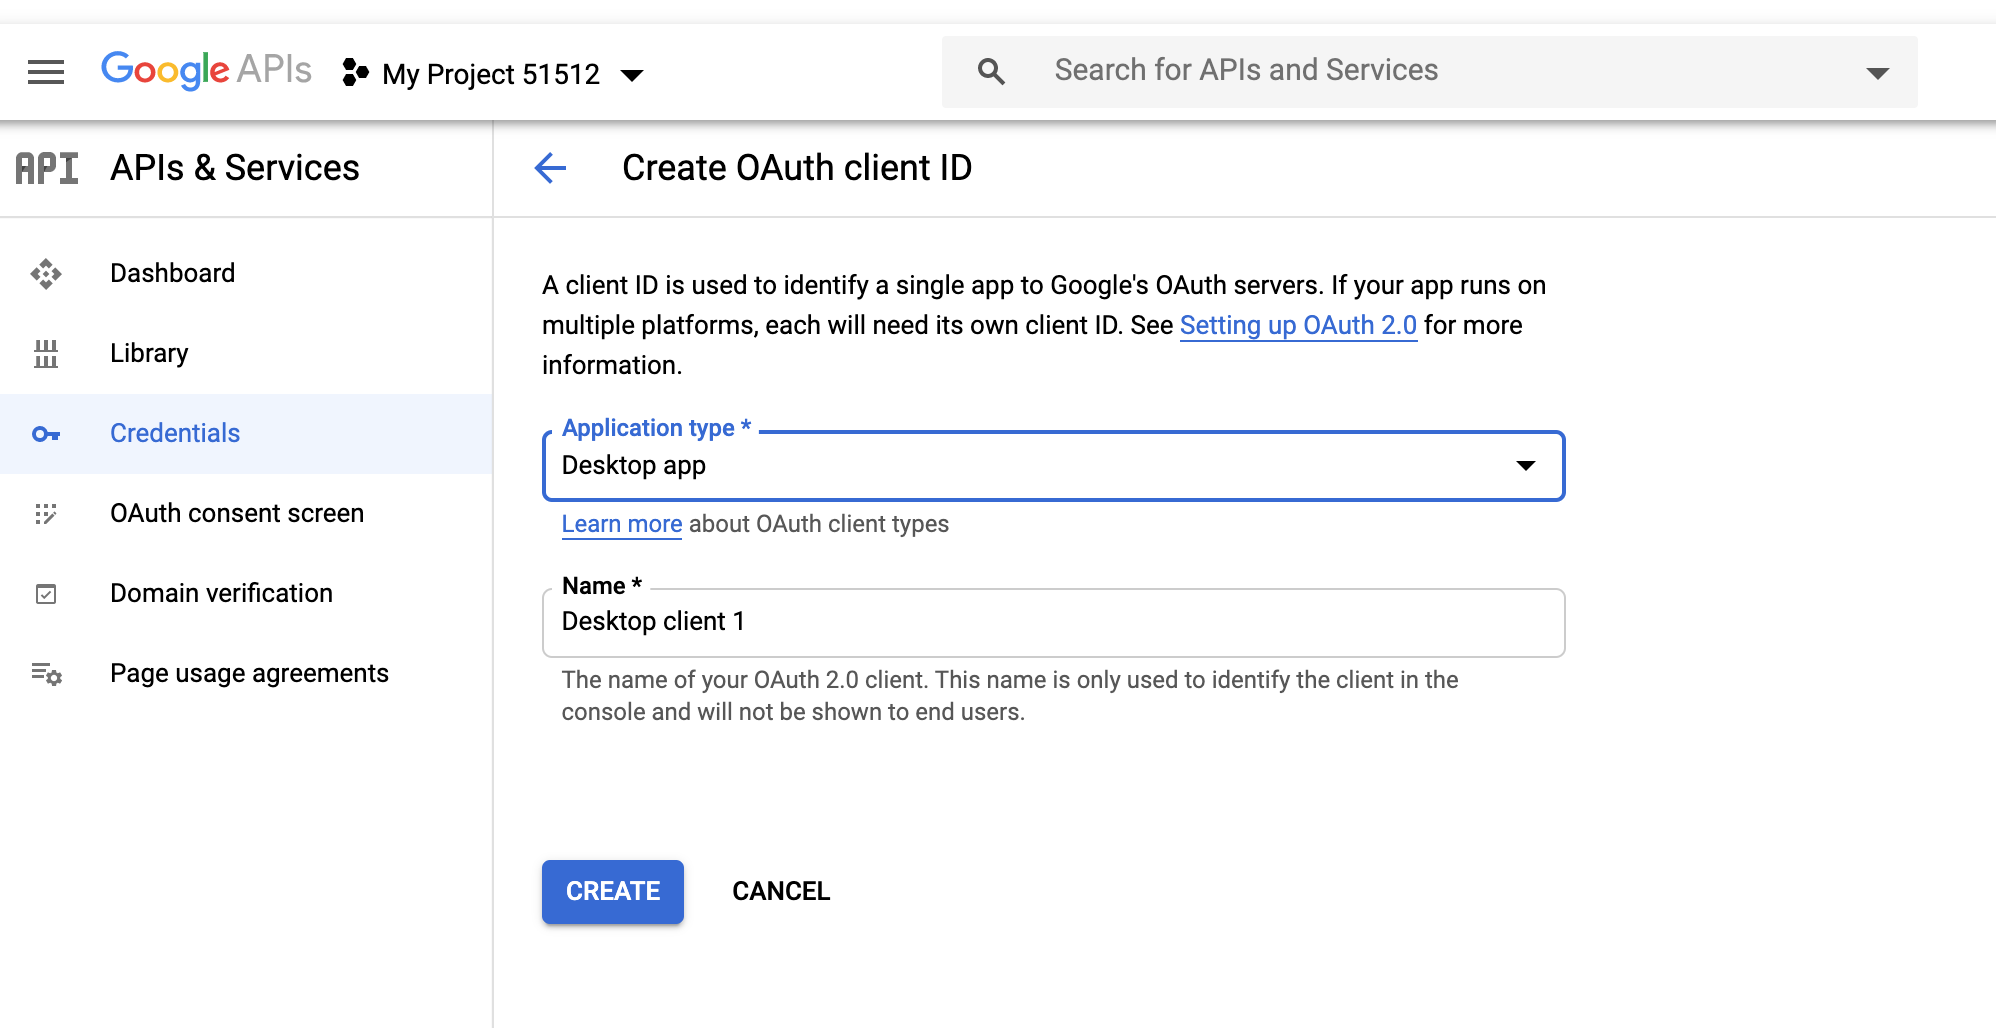 Google APIs
My Project 51512
Search for APIs and Services
API
APIs & Services
Create OAuth client ID
Dashboard
Library
Credentials
OAuth consent screen
Domain verification
Page usage agreements
A client ID is used to identify a single app to Google's OAuth servers. If your app runs on
multiple platforms, each will need its own client ID. See Setting up OAuth 2.0 for more
information.
Application type *
Desktop app
Learn more about OAuth client types
Name *
Desktop client 1
The name of your OAuth 2.0 client. This name is only used to identify the client in the
console and will not be shown to end users.
CREATE
CANCEL